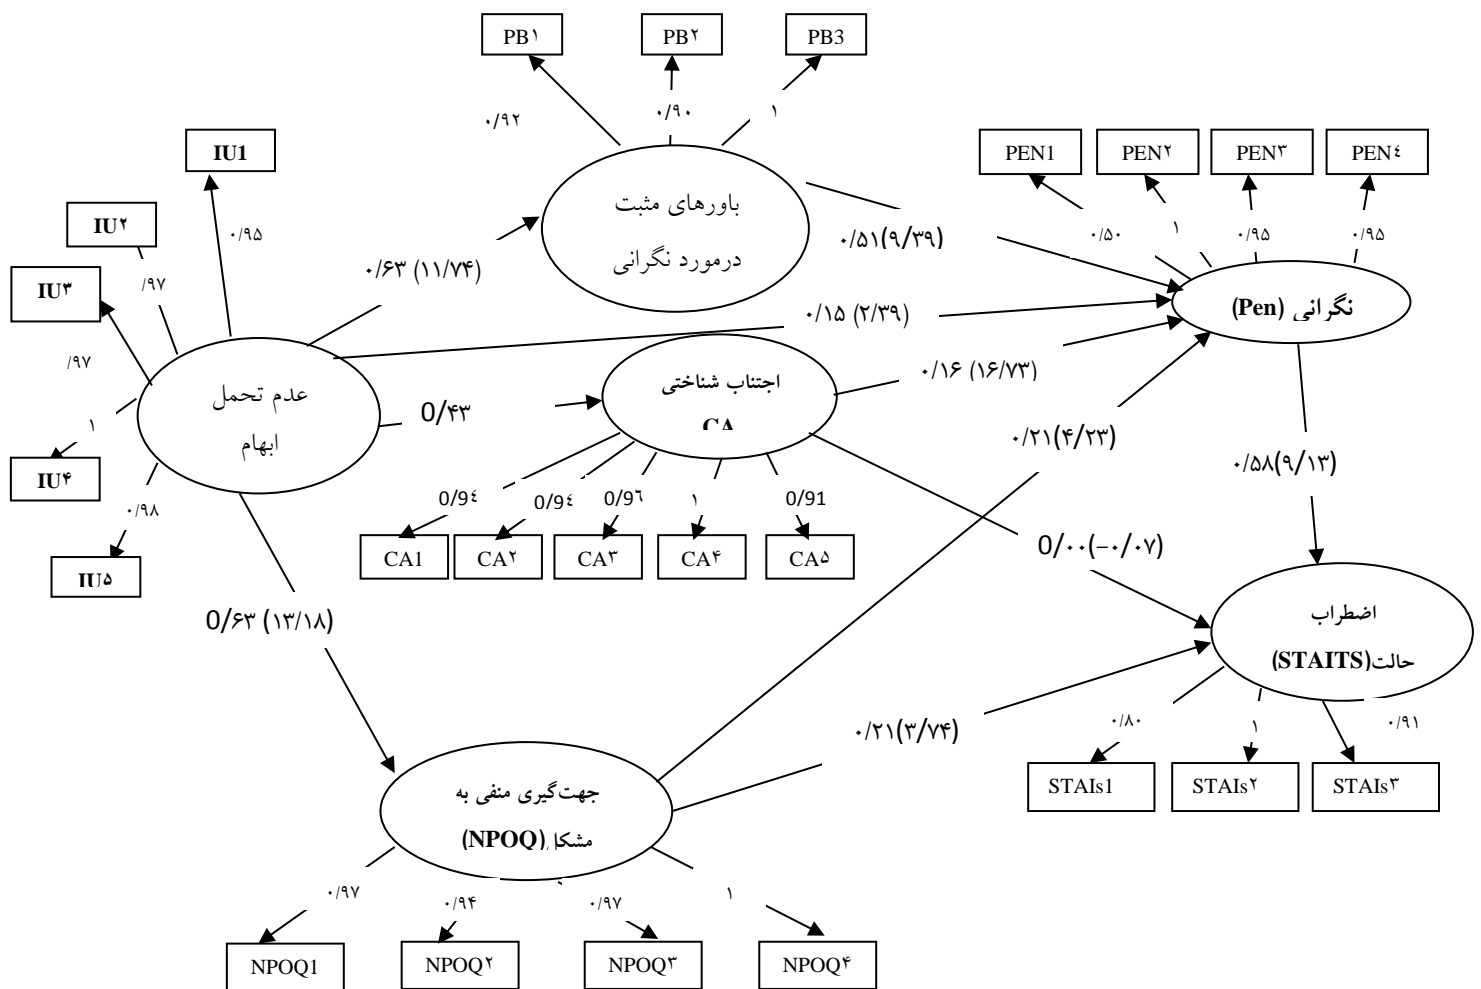 PB۱
PB۲
PB3
۰/۹۲
۰/۹۰
۱
IU1
IU۲
IU۳
IU۴
IU۵
۰/۹۵
/۹۷
/۹۷
۱
۰/۹۸
باورهای مثبت
درمورد نگرانی
PEN1
PEN۲
PEN۳
PEN٤
۰/۵۰
۱
۰/۹۵
۰/۹۵
۰/۶۳ (۱۱/۷۴)
۰/۵۱(۹/۳۹)
نگرانی (Pen)
۰/۱۵ (۲/۳۹)
عدم تحمل
ابهام
0/۴۳
اجتناب شناختی
CA
۰/۱۶ (۱۶/۷۳)
۰/۲۱(۴/۲۳)
۰/۵۸(۹/۱۳)
0/9٤
0/9٤
0/9٦
۱
0/91
CA1
CA۲
CA۳
CA۴
CA۵
0/۰۰(−۰/۰۷)
0/۶۳ (۱۳/۱۸)
اضطراب
حالت(STAITS)
۰/۲۱(۳/۷۴)
۰/۸۰
۱
۰/۹۱
STAIs1
STAIs۲
STAIs۳
جهت‌گیری منفی به
مشکل(NPOQ)
۰/۹۷
۰/۹۴
۰/۹۷
۱
NPOQ1
NPOQ۲
NPOQ۳
NPOQ۴